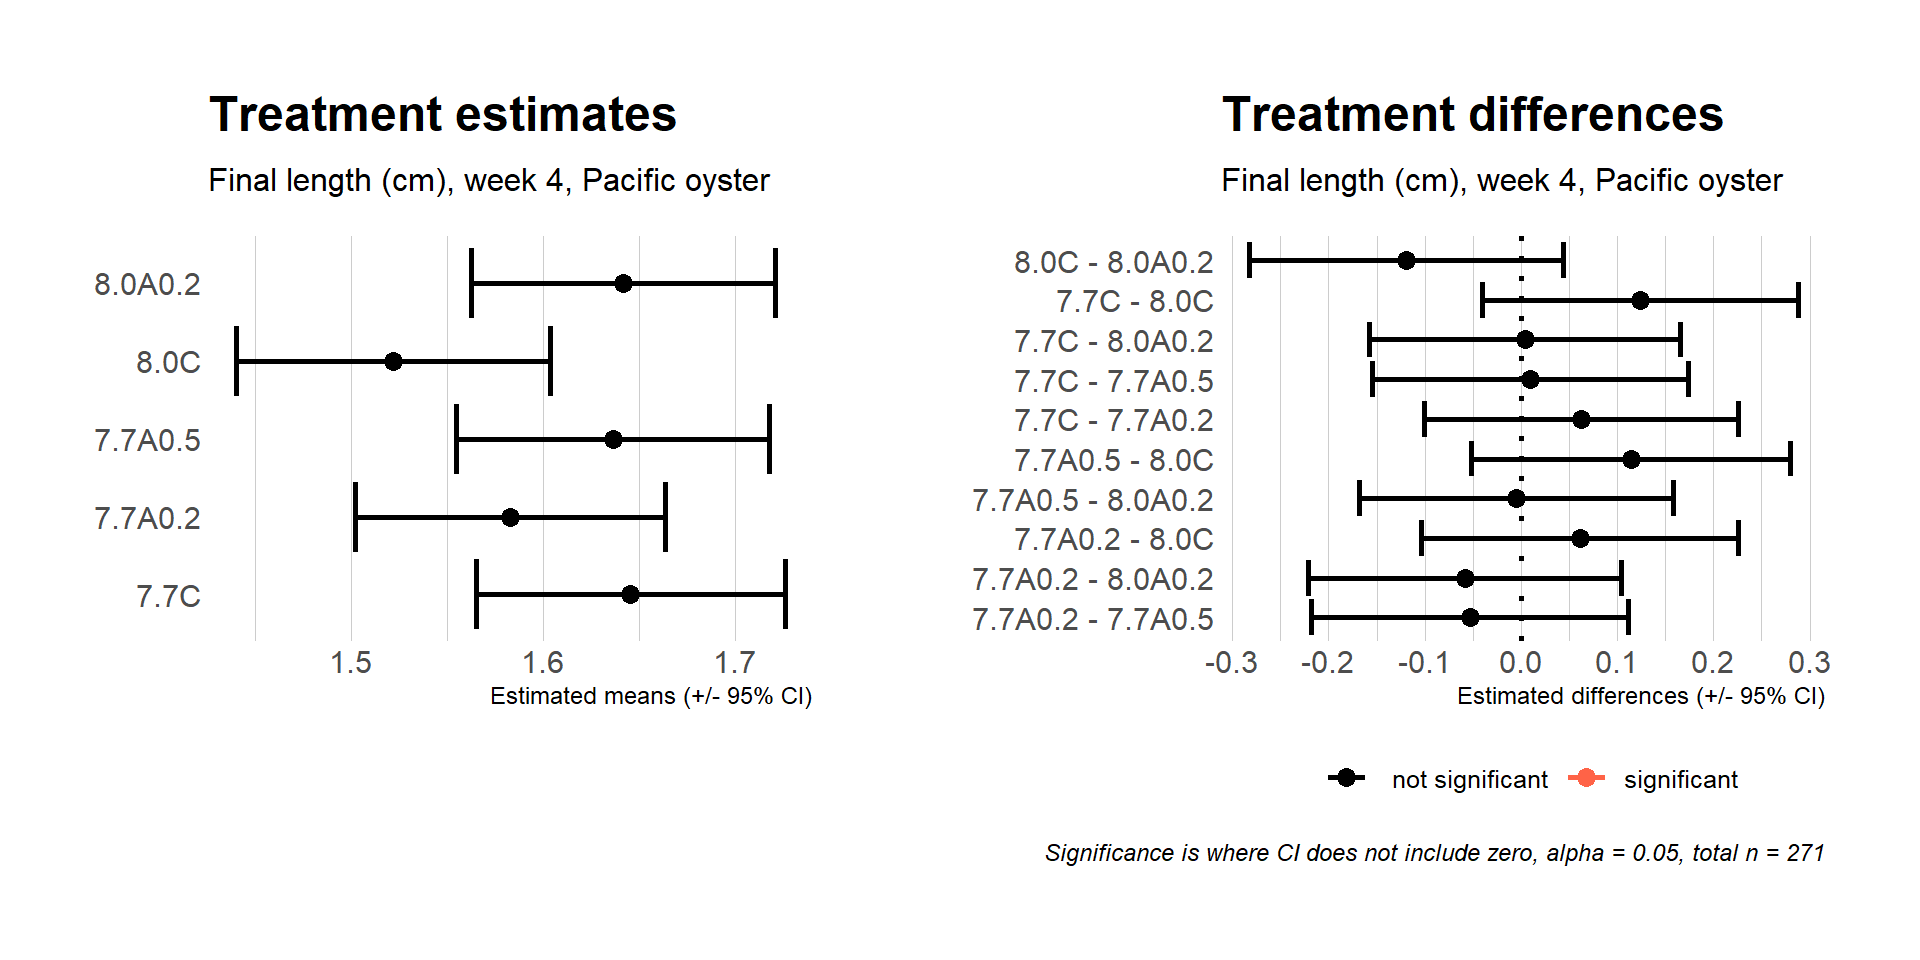 Treatment estimates
Final length (cm), week 4, Pacific oyster
8.0A0.2
8.0C
7.7A0.5
7.7A0.2
7.7C
1.5 1.6 1.7
Estimated means (+/- 95% CI)
Treatment differences
Final length (cm), week 4, Pacific oyster
8.0C - 8.0A0.2
7.7C - 8.0C
7.7C - 8.0A0.2
7.7C - 7.7A0.5
7.7C - 7.7A0.2
7.7A0.5 - 8.0C
7.7A0.5 - 8.0A0.2
7.7A0.2 - 8.0C
7.7A0.2 - 8.0A0.2
7.7A0.2 - 7.7A0.5
-0.3 -0.2 -0.1 0.0 0.1 0.2 0.3
Estimated differences (+/- 95% CI)
not significant significant
Significance is where CI does not include zero, alpha = 0.05, total n = 271